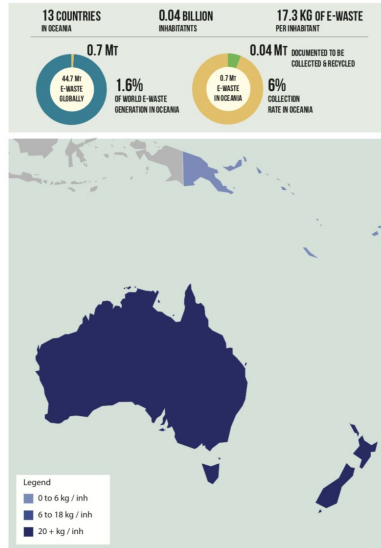 13 COUNTRIES
IN OCEANIA
0.04 BILLION
INHABITATNTS
17.3 KG OF E-WASTE
PER INHABITANT
0.7 MT
44.7 MT
E-WASTE
GLOBALLY
1.6%
OF WORLD E-WASTE
GENERATION IN OCEANIA
0.04 MT DOCUMENTED TO BE
COLLECTED & RECYCLED
0.7 MT
E-WASTE
IN OCEANIA
6%
COLLECTION
RATE IN OCEANIA
Legend
0 to 6 kg / inh
6 to 18 kg / inh
20 + kg / inh